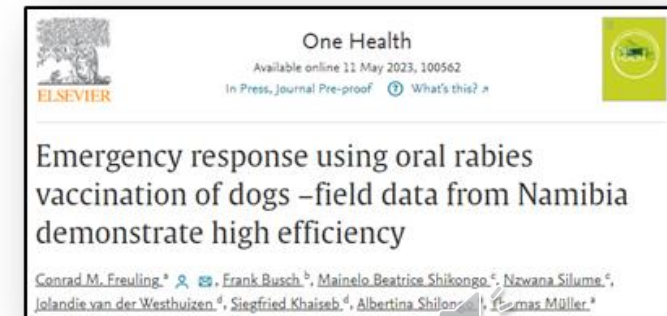 One Health
Available online 11 May 2023, 100562
In Press, Journal Pre-proof ? What's this? ↗
ELSEVIER
Emergency response using oral rabies
vaccination of dogs –field data from Namibia
demonstrate high efficiency
Conrad M. Freuling a, Frank Busch b, Mainelo Beatrice Shikongo c, Nzwana Silume c,
Jolandie van der Westhuizen d, Siegfried Khaiseb d, Albertina Shilongo Müller a